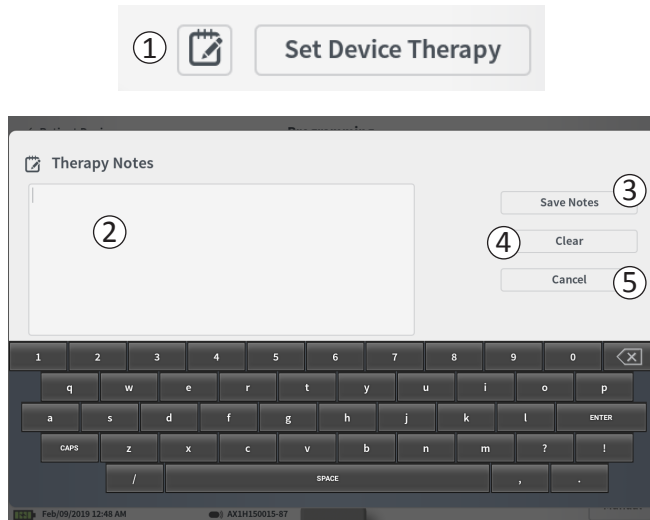 ① Set Device Therapy
Therapy Notes
②
Save Notes ③
④ Clear
Cancel ⑤
1 2 3 4 5 6 7 8 9 0
q w e r t y u i o p
a s d f g h j k l ENTER
CAPS z x c v b n m ? !
/ SPACE , .
Feb/09/2019 12:48 AM AX1H150015-87